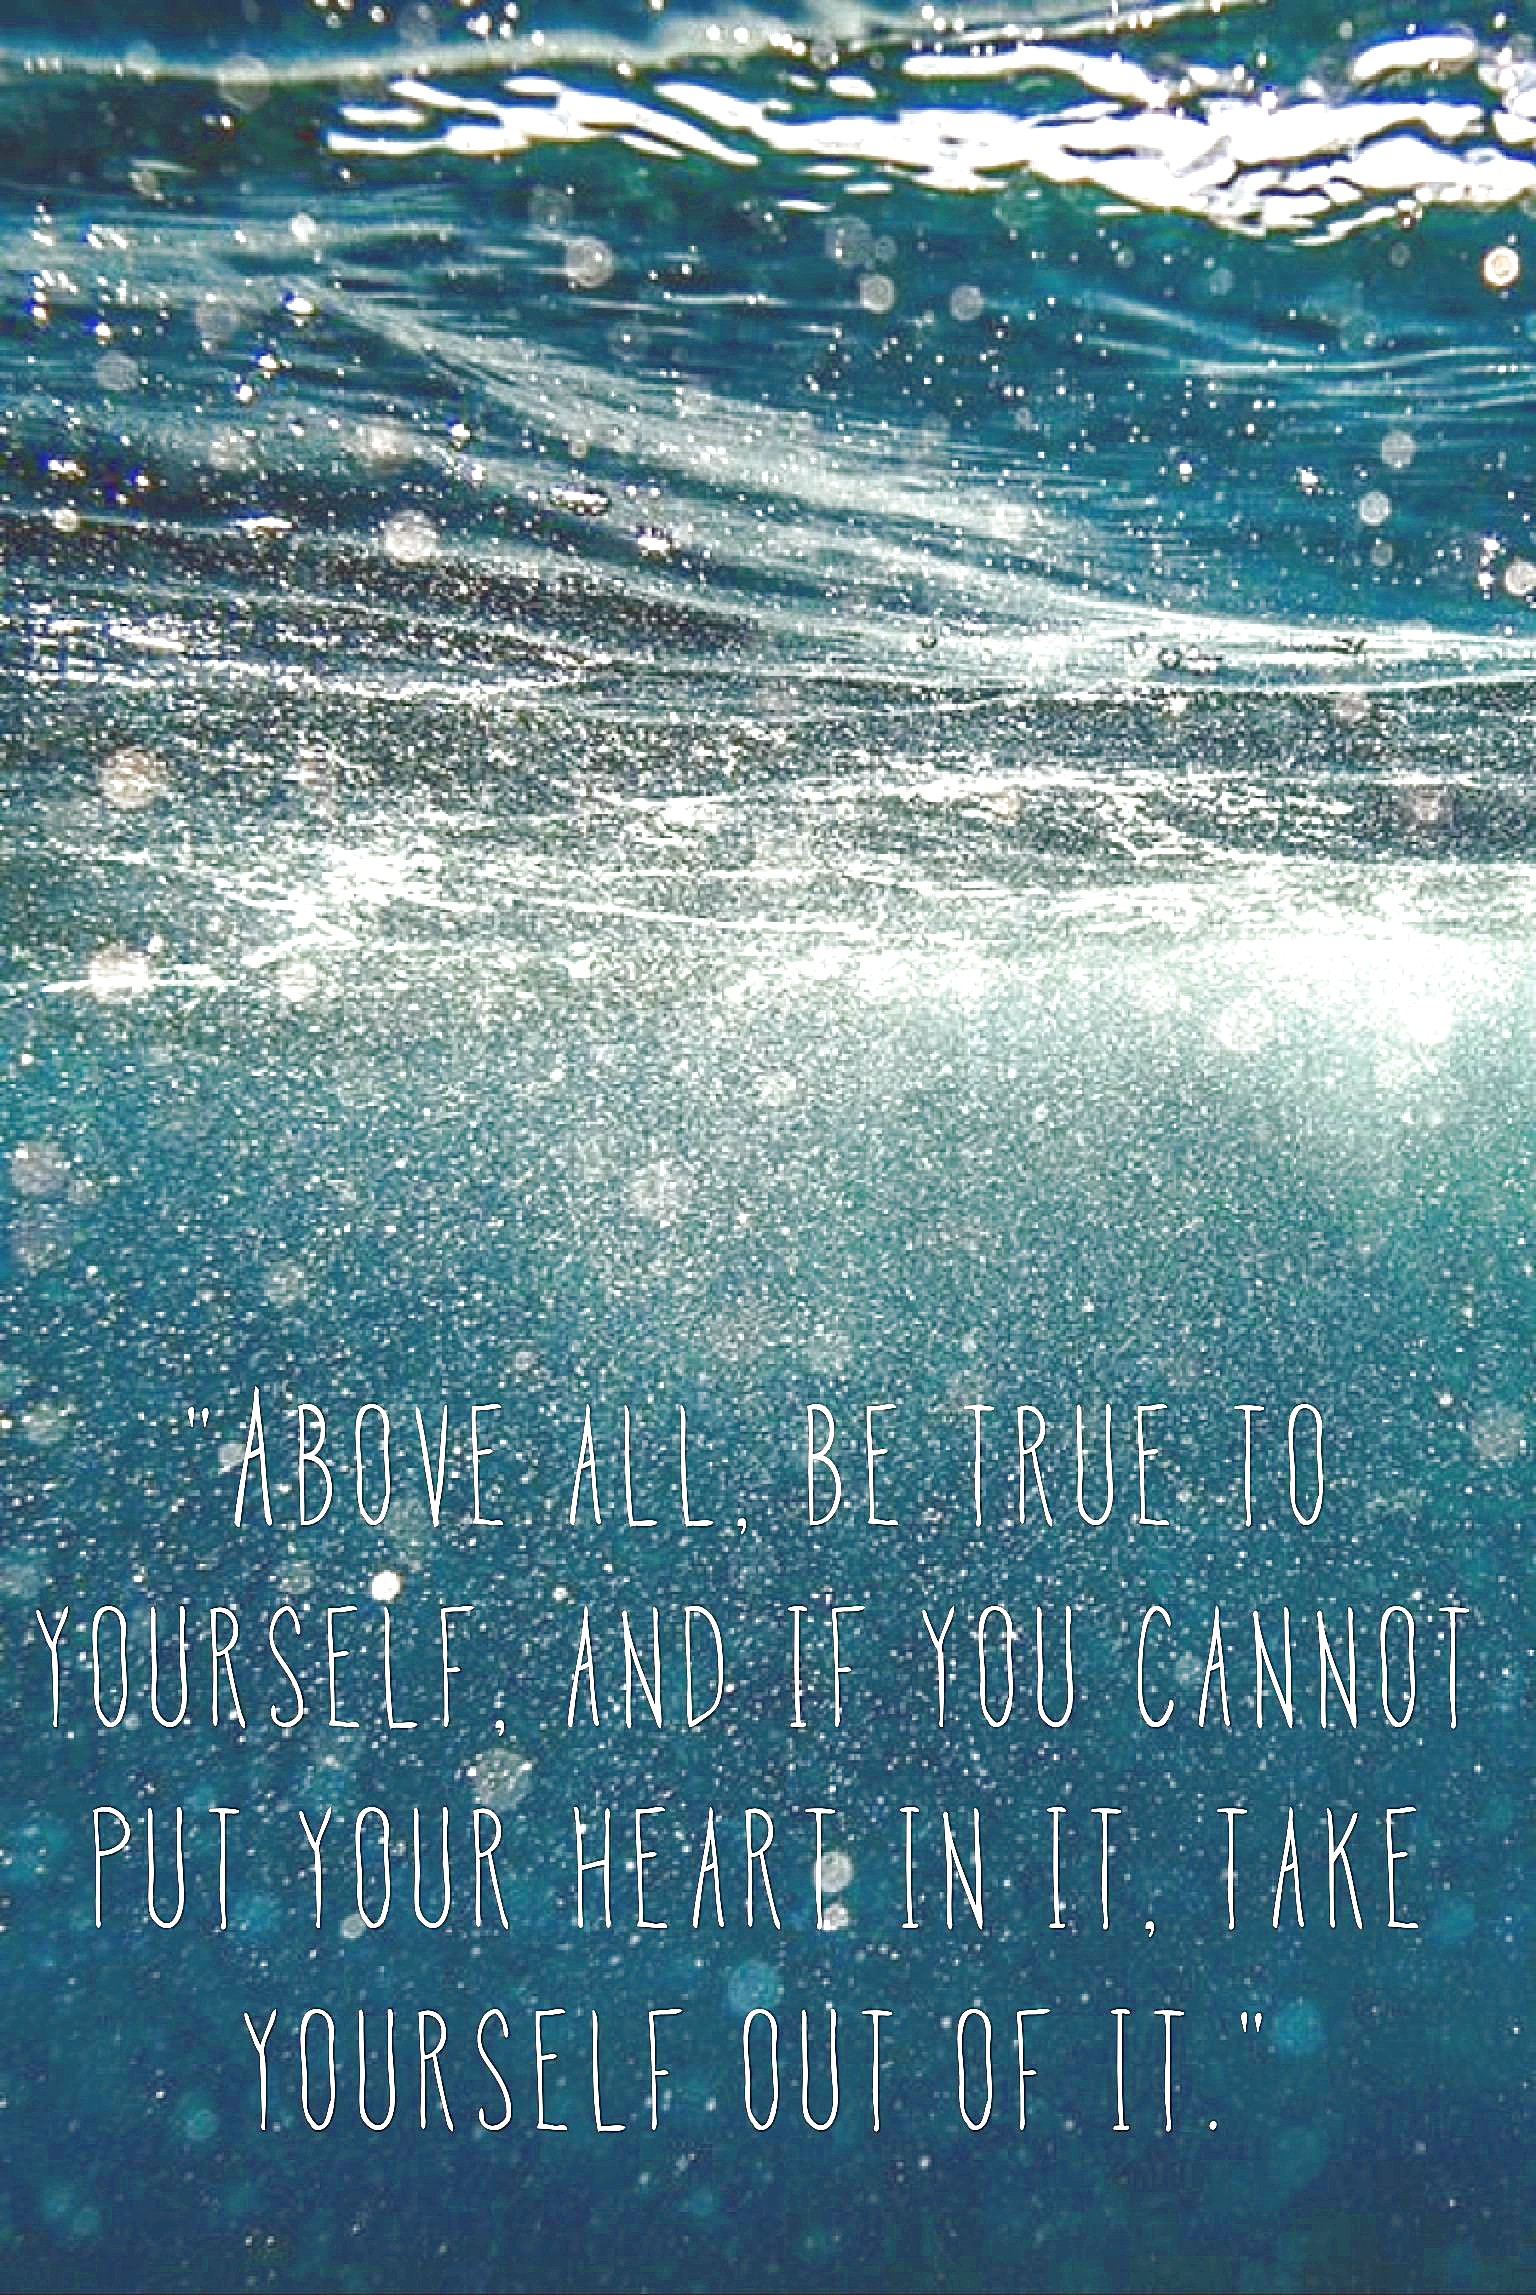 "ABOVE ALL, BE TRUE TO
YOURSELF, AND IF YOU CANNOT
PUT YOUR HEART IN IT, TAKE
YOURSELF OUT OF IT."